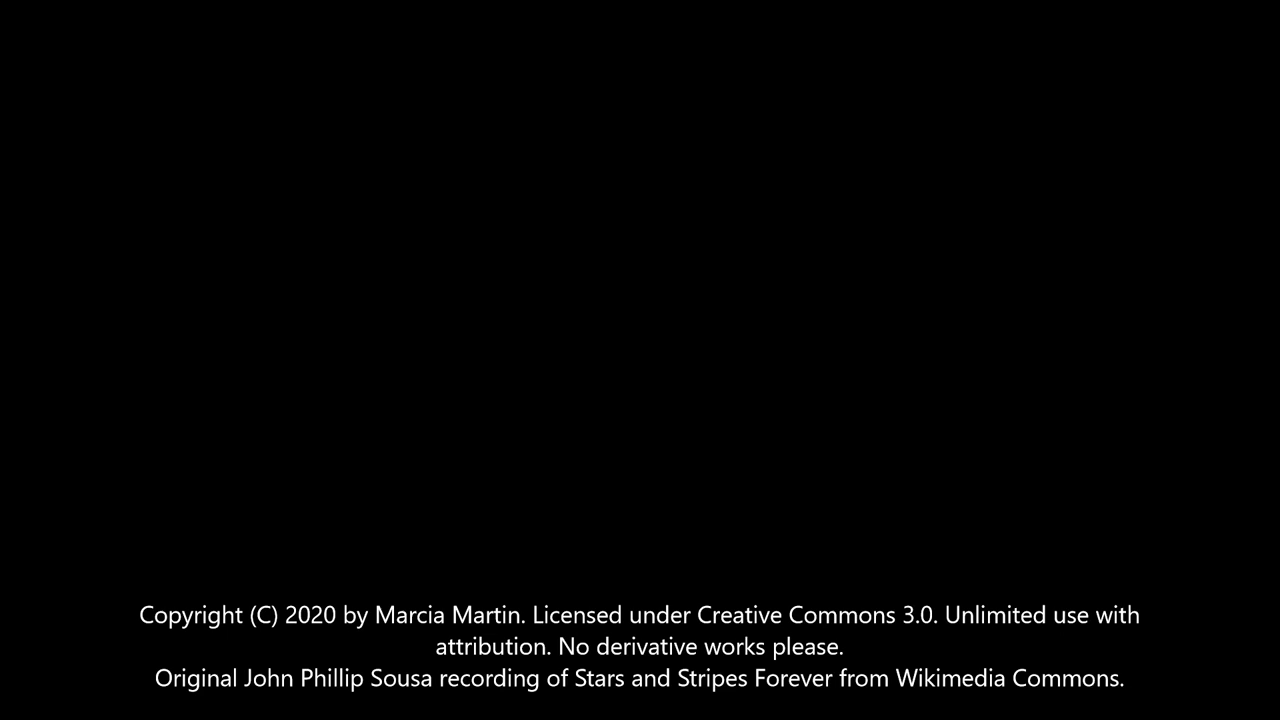 Copyright (C) 2020 by Marcia Martin. Licensed under Creative Commons 3.0. Unlimited use with
attribution. No derivative works please.
Original John Phillip Sousa recording of Stars and Stripes Forever from Wikimedia Commons.